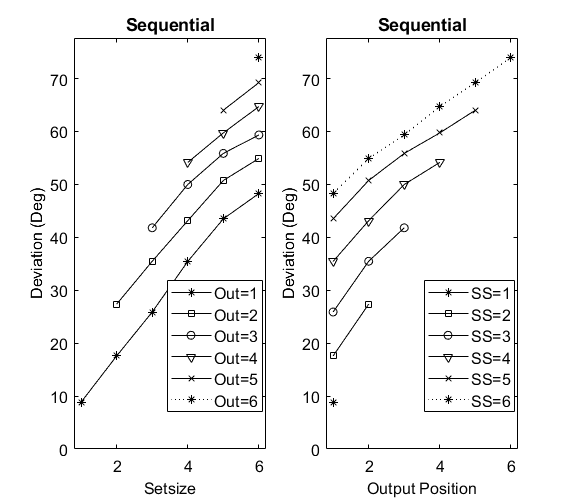 Sequential
Deviation (Deg)
70
60
50
40
30
20
10
0
2
4
6
Setsize
Out=1
Out=2
Out=3
Out=4
Out=5
Out=6
Sequential
Deviation (Deg)
70
60
50
40
30
20
10
0
2
4
6
Output Position
SS=1
SS=2
SS=3
SS=4
SS=5
SS=6